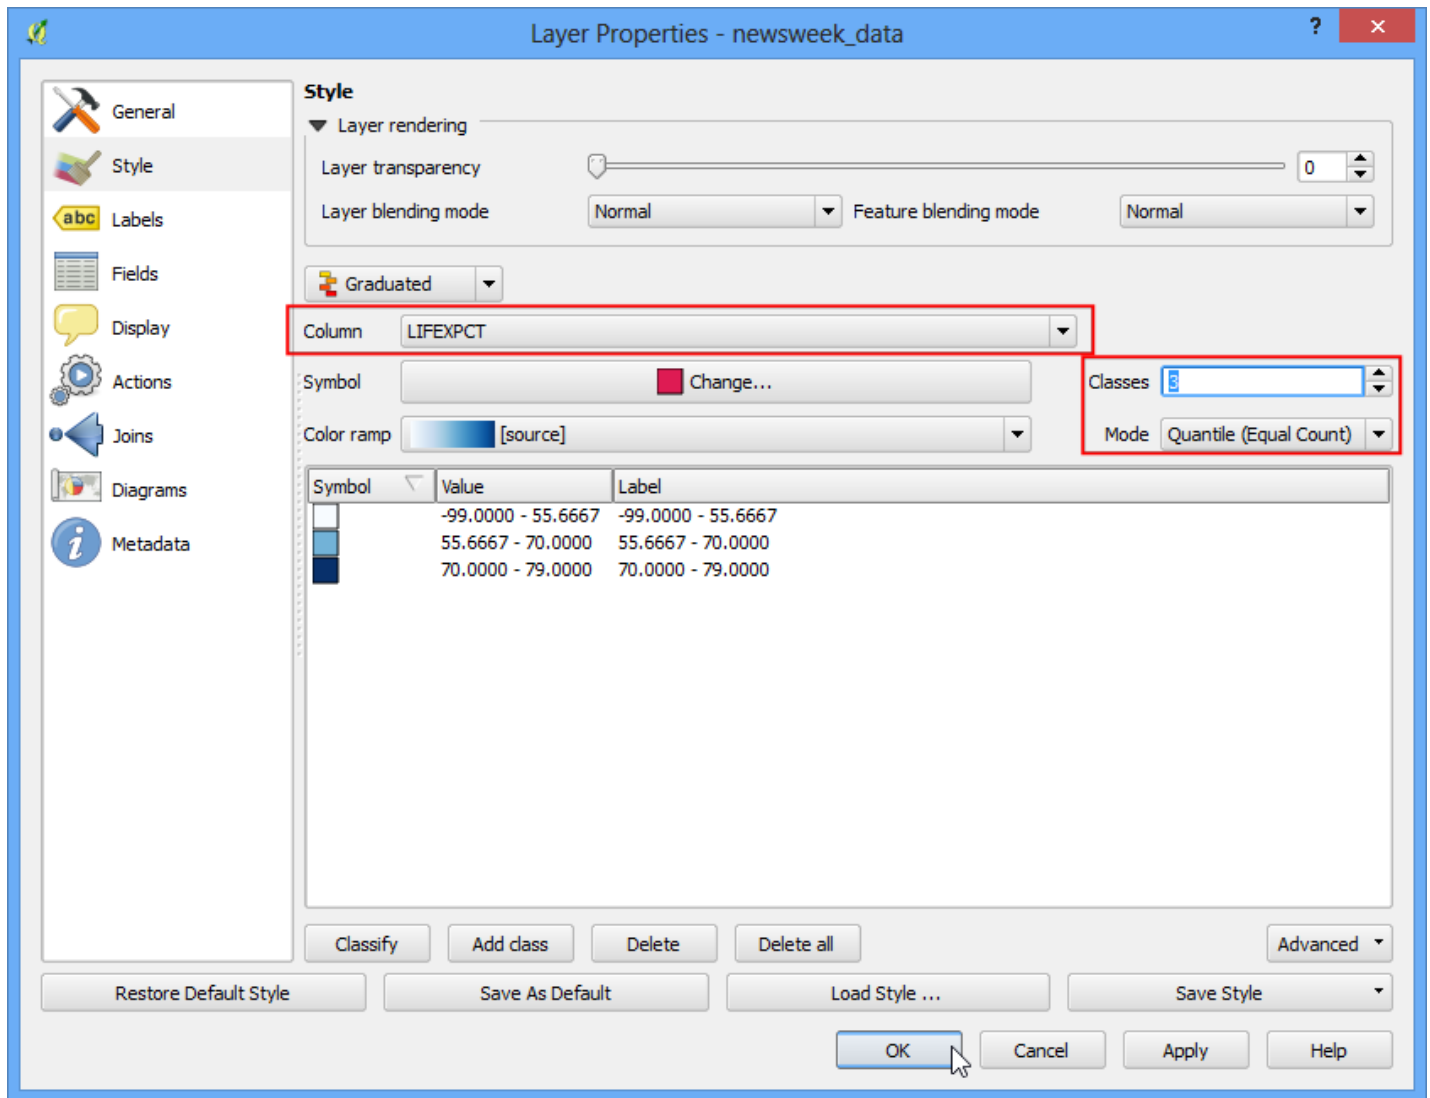 Layer Properties - newsweek_data
?
General
Style
abc Labels
Fields
Display
Actions
Joins
Diagrams
Metadata
Style
Layer rendering
Layer transparency 0
Layer blending mode Normal Feature blending mode Normal
Graduated
Column LIFEXPCT
Symbol Change... Classes 3
Color ramp [source] Mode Quantile (Equal Count)
Symbol Value Label
-99.0000 - 55.6667 -99.0000 - 55.6667
55.6667 - 70.0000 55.6667 - 70.0000
70.0000 - 79.0000 70.0000 - 79.0000
Classify Add class Delete Delete all Advanced
Restore Default Style Save As Default Load Style ... Save Style
OK Cancel Apply Help